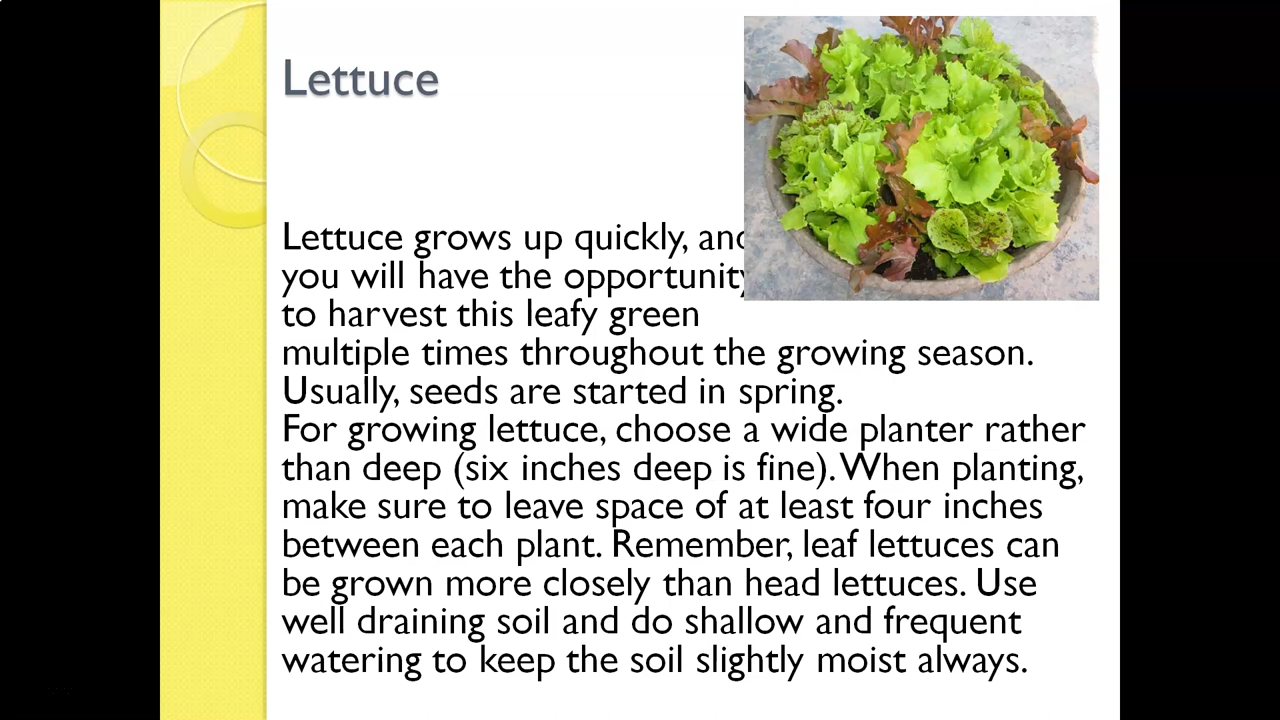 Lettuce
Lettuce grows up quickly, and
you will have the opportunity
to harvest this leafy green
multiple times throughout the growing season.
Usually, seeds are started in spring.
For growing lettuce, choose a wide planter rather
than deep (six inches deep is fine). When planting,
make sure to leave space of at least four inches
between each plant. Remember, leaf lettuces can
be grown more closely than head lettuces. Use
well draining soil and do shallow and frequent
watering to keep the soil slightly moist always.